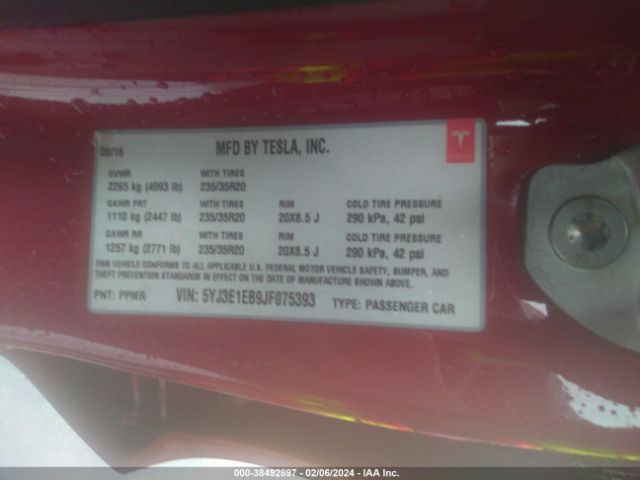 09/18 MFD BY TESLA, INC.
GVWR WITH TIRES
2265 kg (4993 lb) 235/35R20
GAWR FRT WITH TIRES RIM COLD TIRE PRESSURE
1110 kg (2447 lb) 235/35R20 20X8.5 J 290 kPa, 42 psi
GAWR RR WITH TIRES RIM COLD TIRE PRESSURE
1257 kg (2771 lb) 235/35R20 20X8.5 J 290 kPa, 42 psi
THIS VEHICLE CONFORMS TO ALL APPLICABLE U.S. FEDERAL MOTOR VEHICLE SAFETY, BUMPER, AND
THEFT PREVENTION STANDARDS IN EFFECT ON THE DATE OF MANUFACTURE SHOWN ABOVE.
PNT: PPMR VIN: 5YJ3E1EB9JF075393 TYPE: PASSENGER CAR
TESLA
000-38492897 - 02/06/2024 - IAA Inc.